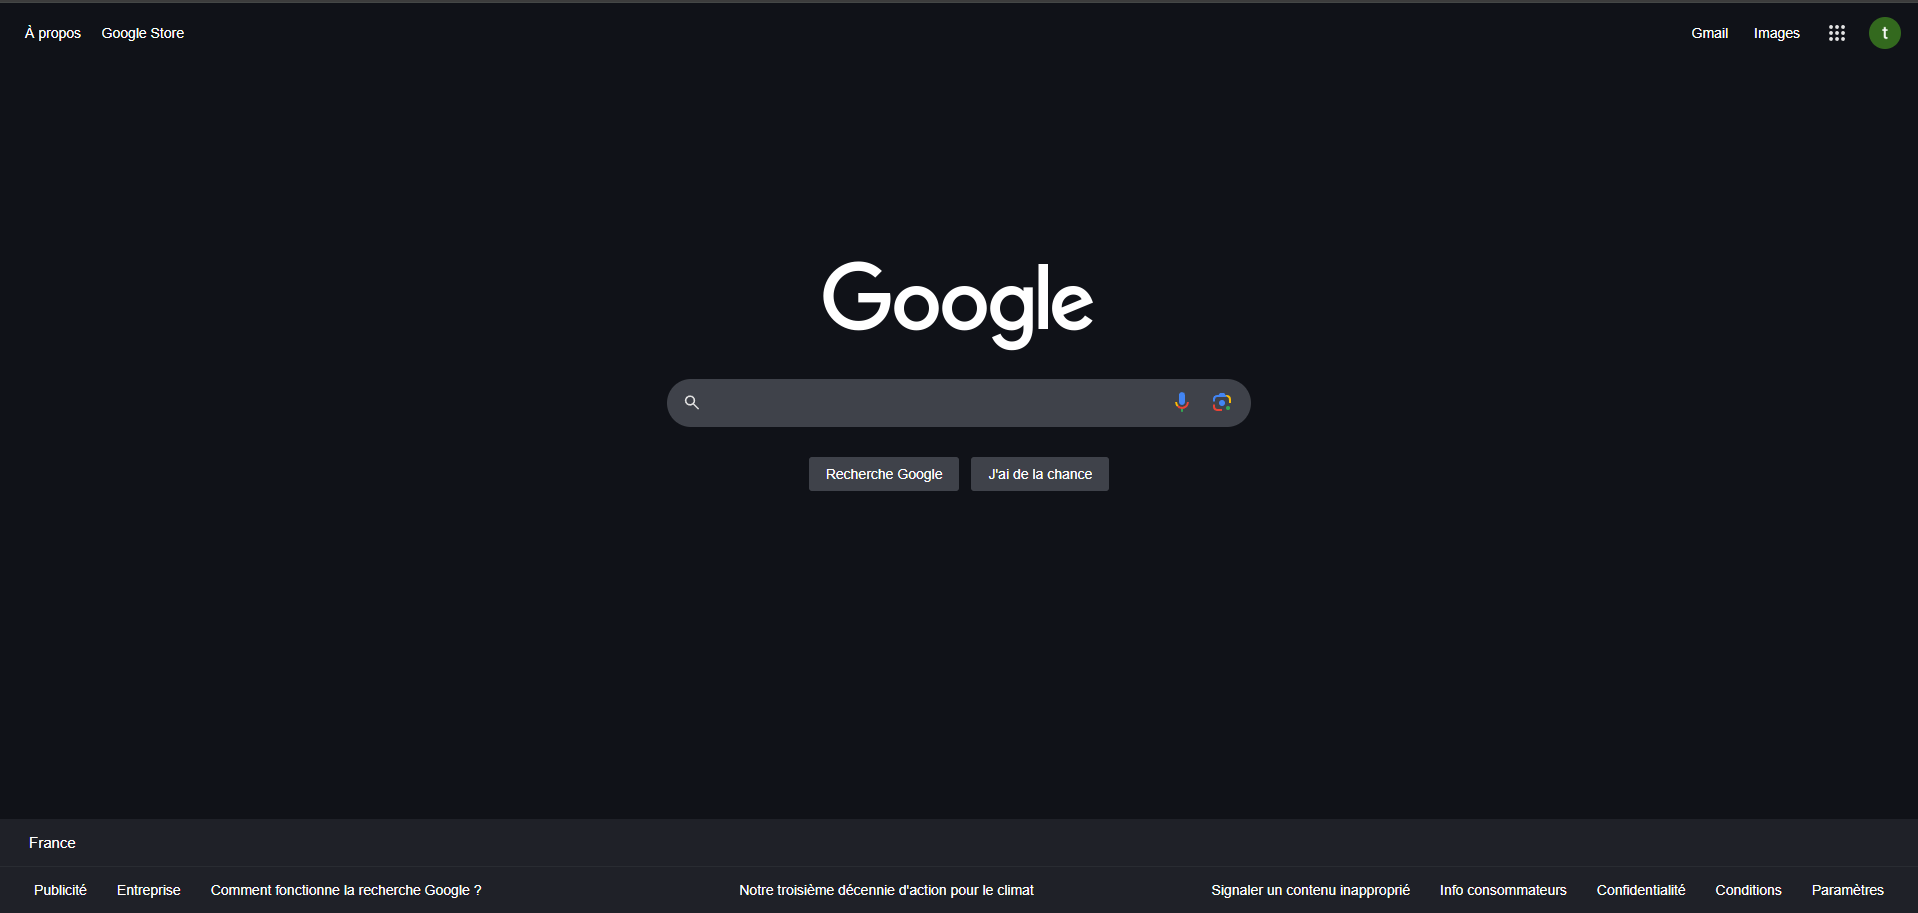 À propos Google Store Gmail Images t
Google
Recherche Google J'ai de la chance
France
Publicité Entreprise Comment fonctionne la recherche Google ? Notre troisième décennie d'action pour le climat Signaler un contenu inapproprié Info consommateurs Confidentialité Conditions Paramètres